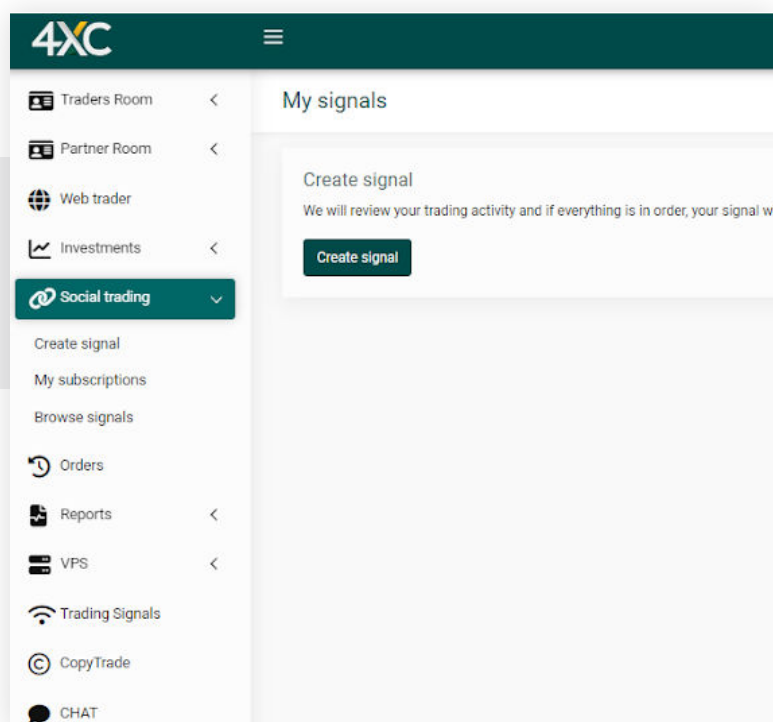 4XC
Traders Room
Partner Room
Web trader
Investments
Social trading
Create signal
My subscriptions
Browse signals
Orders
Reports
VPS
Trading Signals
CopyTrade
CHAT
My signals
Create signal
We will review your trading activity and if everything is in order, your signal w
Create signal